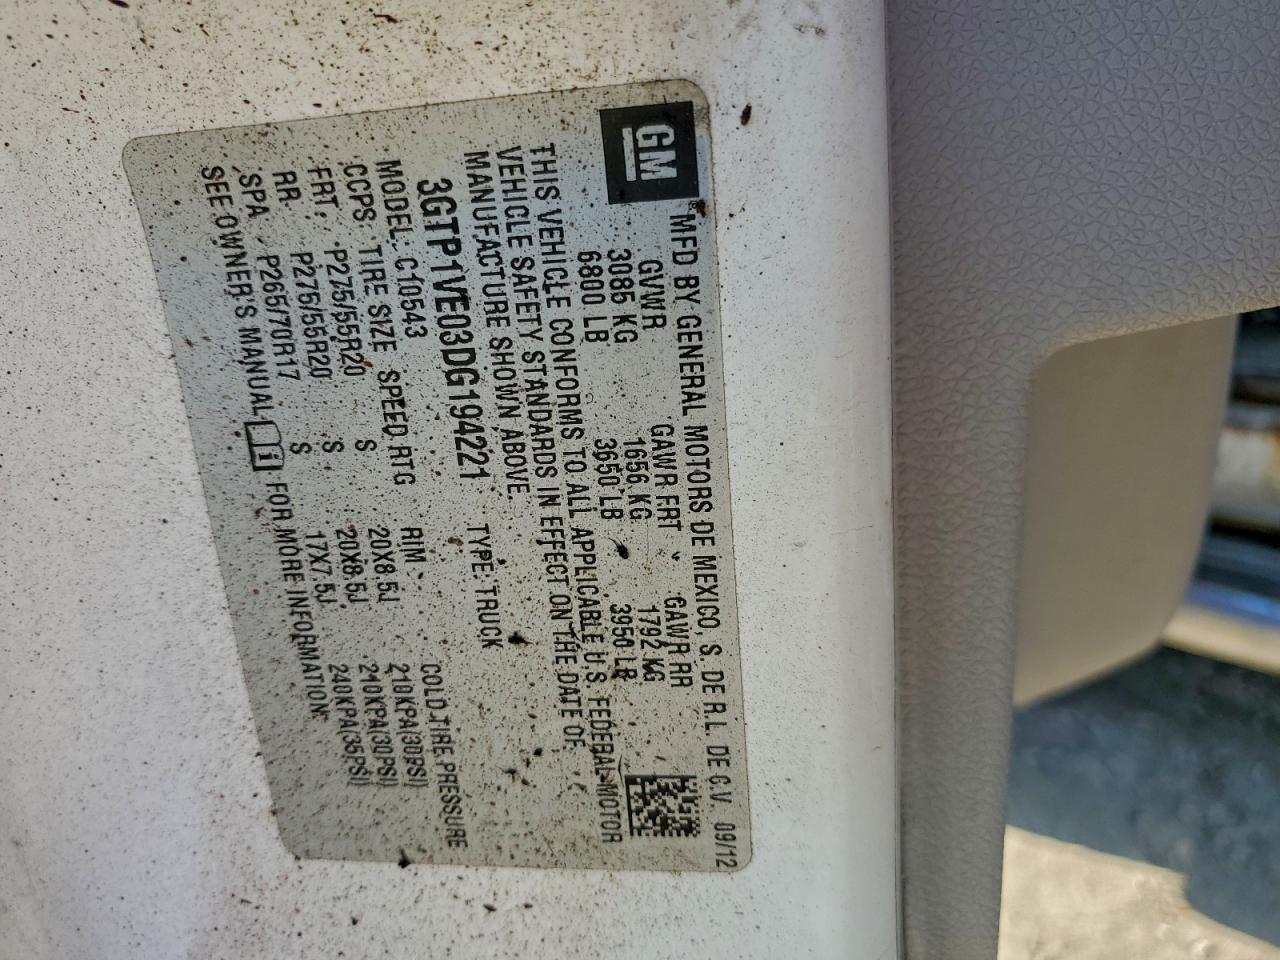 GM
MFD BY GENERAL MOTORS DE MEXICO, S. DE R.L. DE C.V. 09/12
GVWR GAWR FRT GAWR RR
3085 KG 1656 KG 1792 KG
6800 LB 3650 LB 3950 LB
THIS VEHICLE CONFORMS TO ALL APPLICABLE U.S. FEDERAL MOTOR
VEHICLE SAFETY STANDARDS IN EFFECT ON THE DATE OF
MANUFACTURE SHOWN ABOVE.
3GTP1VE03DG194221 TYPE: TRUCK
MODEL: C10543
CCPS TIRE SIZE SPEED RTG RIM COLD TIRE PRESSURE
FRT P275/55R20 S 20X8.5J 210KPA(30PSI)
RR P275/55R20 S 20X8.5J 210KPA(30PSI)
SPA P265/70R17 S 17X7.5J 240KPA(35PSI)
SEE OWNER'S MANUAL FOR MORE INFORMATION.